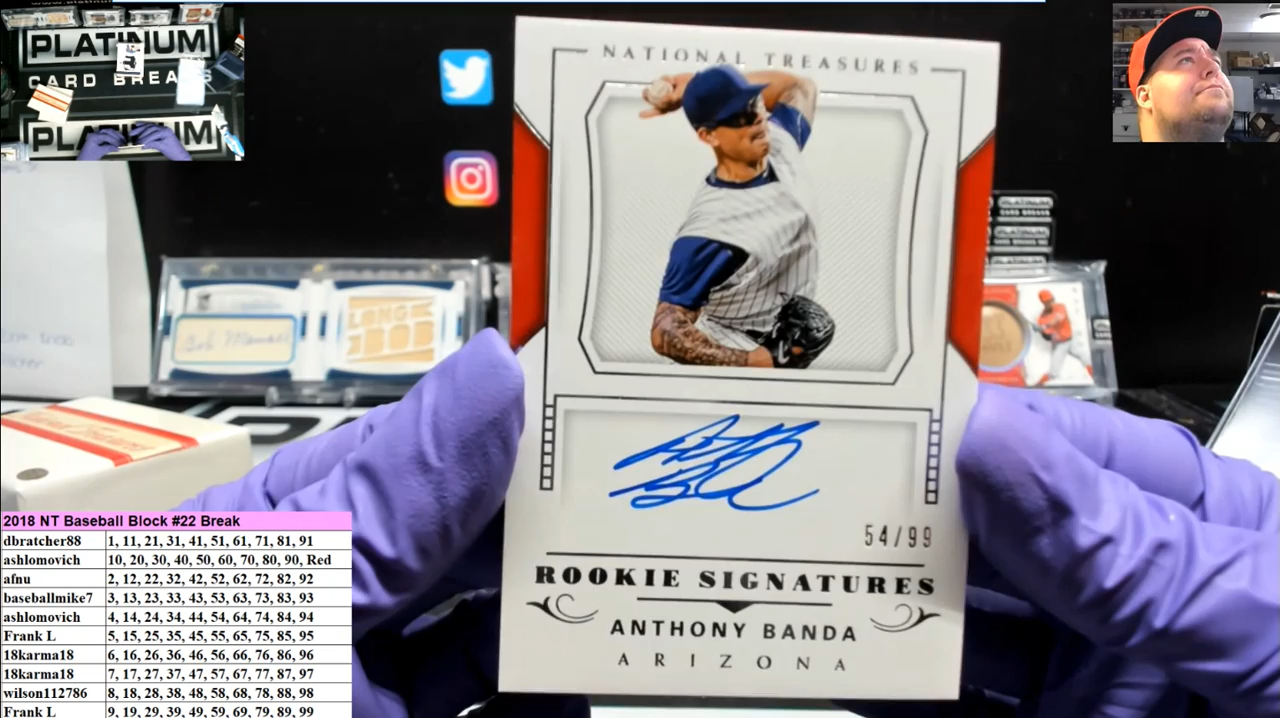 PLATINUM
CARD BREAKS
PLATINUM
NATIONAL TREASURES
PLATINUM
CARD BREAKS
PLATINUM
PLATINUM
54/99
ROOKIE SIGNATURES
ANTHONY BANDA
ARIZONA
2018 NT Baseball Block #22 Break
dbratcher88 1, 11, 21, 31, 41, 51, 61, 71, 81, 91
ashlomovich 10, 20, 30, 40, 50, 60, 70, 80, 90, Red
afnu 2, 12, 22, 32, 42, 52, 62, 72, 82, 92
baseballmike7 3, 13, 23, 33, 43, 53, 63, 73, 83, 93
ashlomovich 4, 14, 24, 34, 44, 54, 64, 74, 84, 94
Frank L 5, 15, 25, 35, 45, 55, 65, 75, 85, 95
18karma18 6, 16, 26, 36, 46, 56, 66, 76, 86, 96
18karma18 7, 17, 27, 37, 47, 57, 67, 77, 87, 97
wilson112786 8, 18, 28, 38, 48, 58, 68, 78, 88, 98
Frank L 9, 19, 29, 39, 49, 59, 69, 79, 89, 99